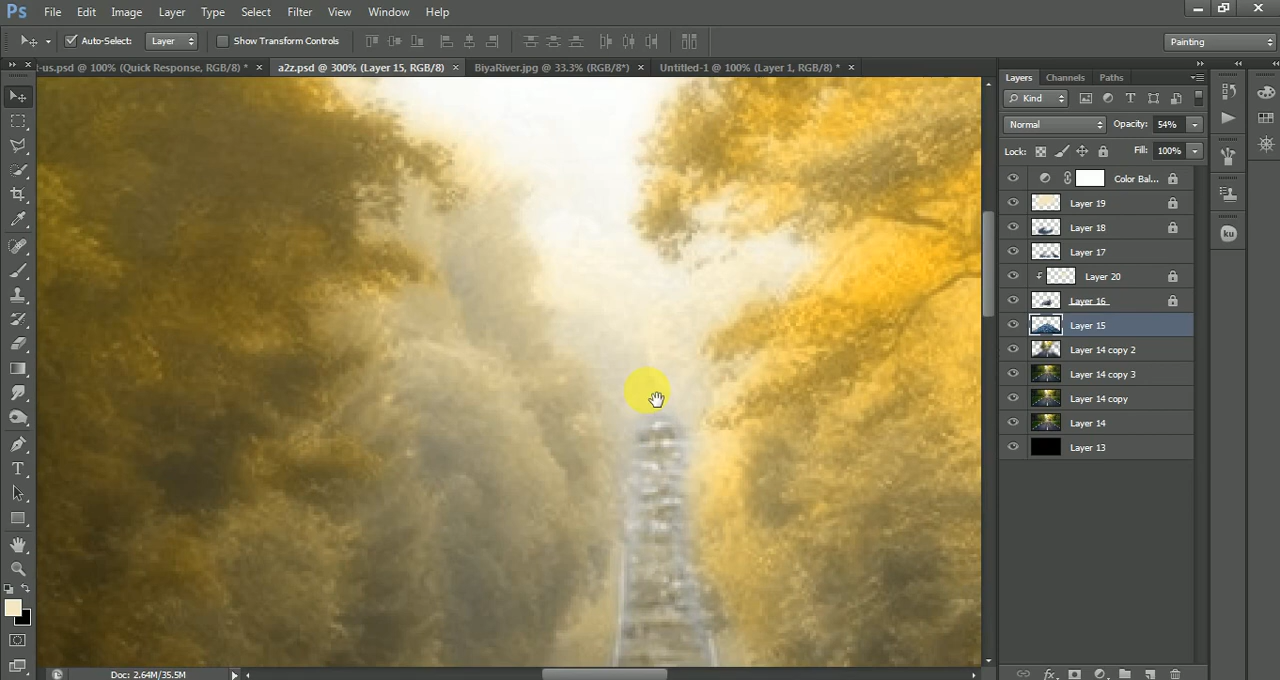 Ps File Edit Image Layer Type Select Filter View Window Help
Auto-Select: Layer Show Transform Controls Painting
-us.psd @ 100% (Quick Response, RGB/8) * × a2z.psd @ 300% (Layer 15, RGB/8) × BiyaRiver.jpg @ 33.3% (RGB/8*) × Untitled-1 @ 100% (Layer 1, RGB/8) * ×
Layers Channels Paths
Kind
Normal Opacity: 54%
Lock: Fill: 100%
Color Bal...
Layer 19
Layer 18
Layer 17
Layer 20
Layer 16
Layer 15
Layer 14 copy 2
Layer 14 copy 3
Layer 14 copy
Layer 14
Layer 13
ku
Doc: 2.64M/35.5M